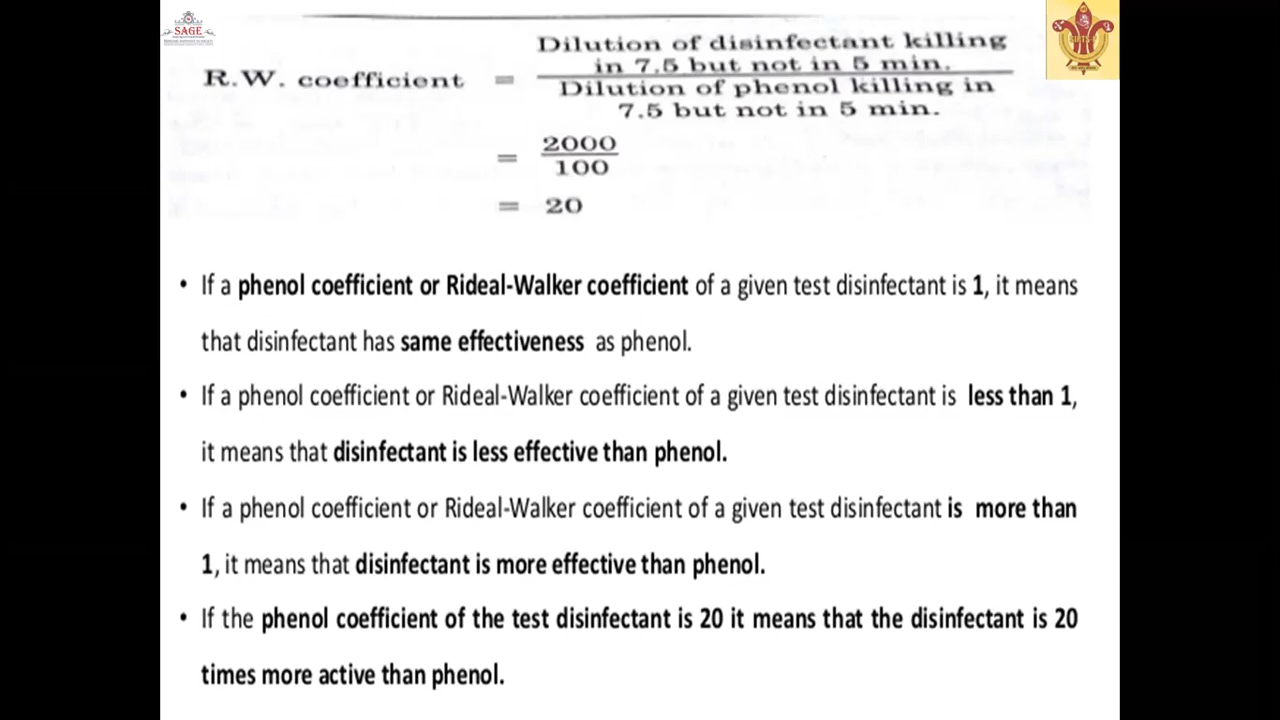 SAGE
Dilution of disinfectant killing
in 7.5 but not in 5 min.
R.W. coefficient =
Dilution of phenol killing in
7.5 but not in 5 min.
= 2000
100
= 20
• If a phenol coefficient or Rideal-Walker coefficient of a given test disinfectant is 1, it means
that disinfectant has same effectiveness as phenol.
• If a phenol coefficient or Rideal-Walker coefficient of a given test disinfectant is less than 1,
it means that disinfectant is less effective than phenol.
• If a phenol coefficient or Rideal-Walker coefficient of a given test disinfectant is more than
1, it means that disinfectant is more effective than phenol.
• If the phenol coefficient of the test disinfectant is 20 it means that the disinfectant is 20
times more active than phenol.